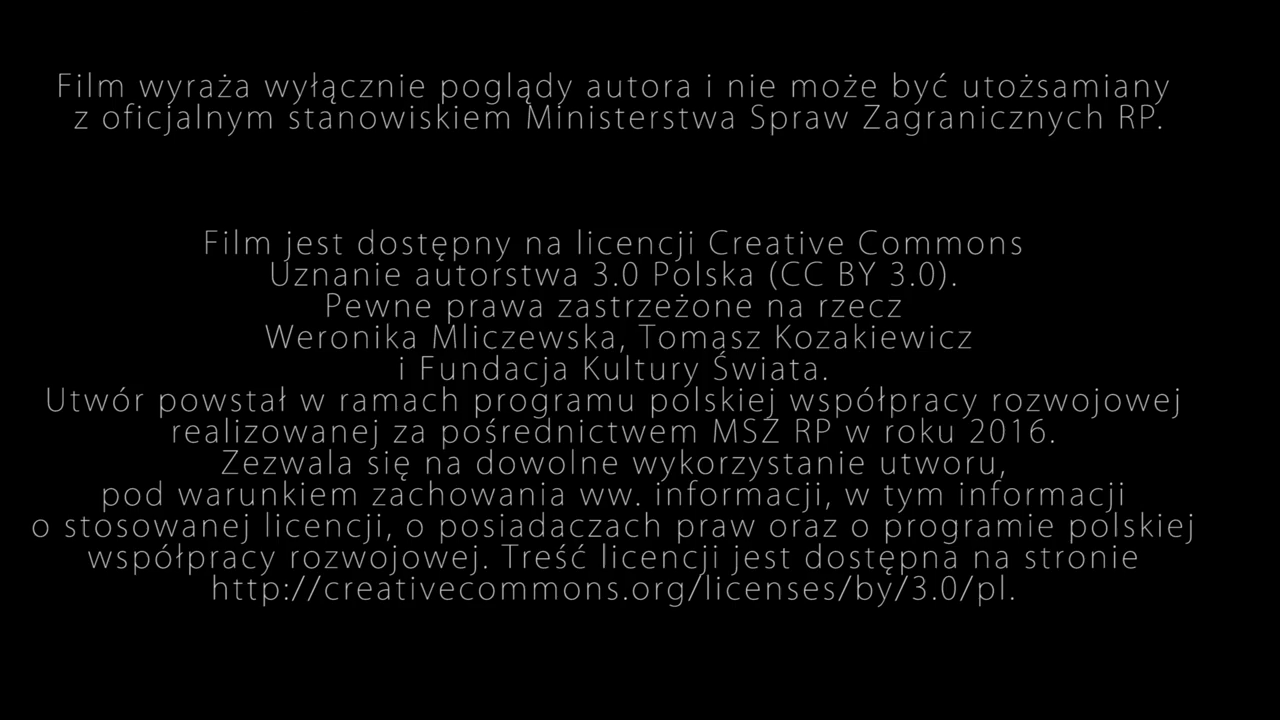 Film wyraża wyłącznie poglądy autora i nie może być utożsamiany
z oficjalnym stanowiskiem Ministerstwa Spraw Zagranicznych RP.
Film jest dostępny na licencji Creative Commons
Uznanie autorstwa 3.0 Polska (CC BY 3.0).
Pewne prawa zastrzeżone na rzecz
Weronika Mliczewska, Tomasz Kozakiewicz
i Fundacja Kultury Świata.
Utwór powstał w ramach programu polskiej współpracy rozwojowej
realizowanej za pośrednictwem MSZ RP w roku 2016.
Zezwala się na dowolne wykorzystanie utworu,
pod warunkiem zachowania ww. informacji, w tym informacji
o stosowanej licencji, o posiadaczach praw oraz o programie polskiej
współpracy rozwojowej. Treść licencji jest dostępna na stronie
http://creativecommons.org/licenses/by/3.0/pl.